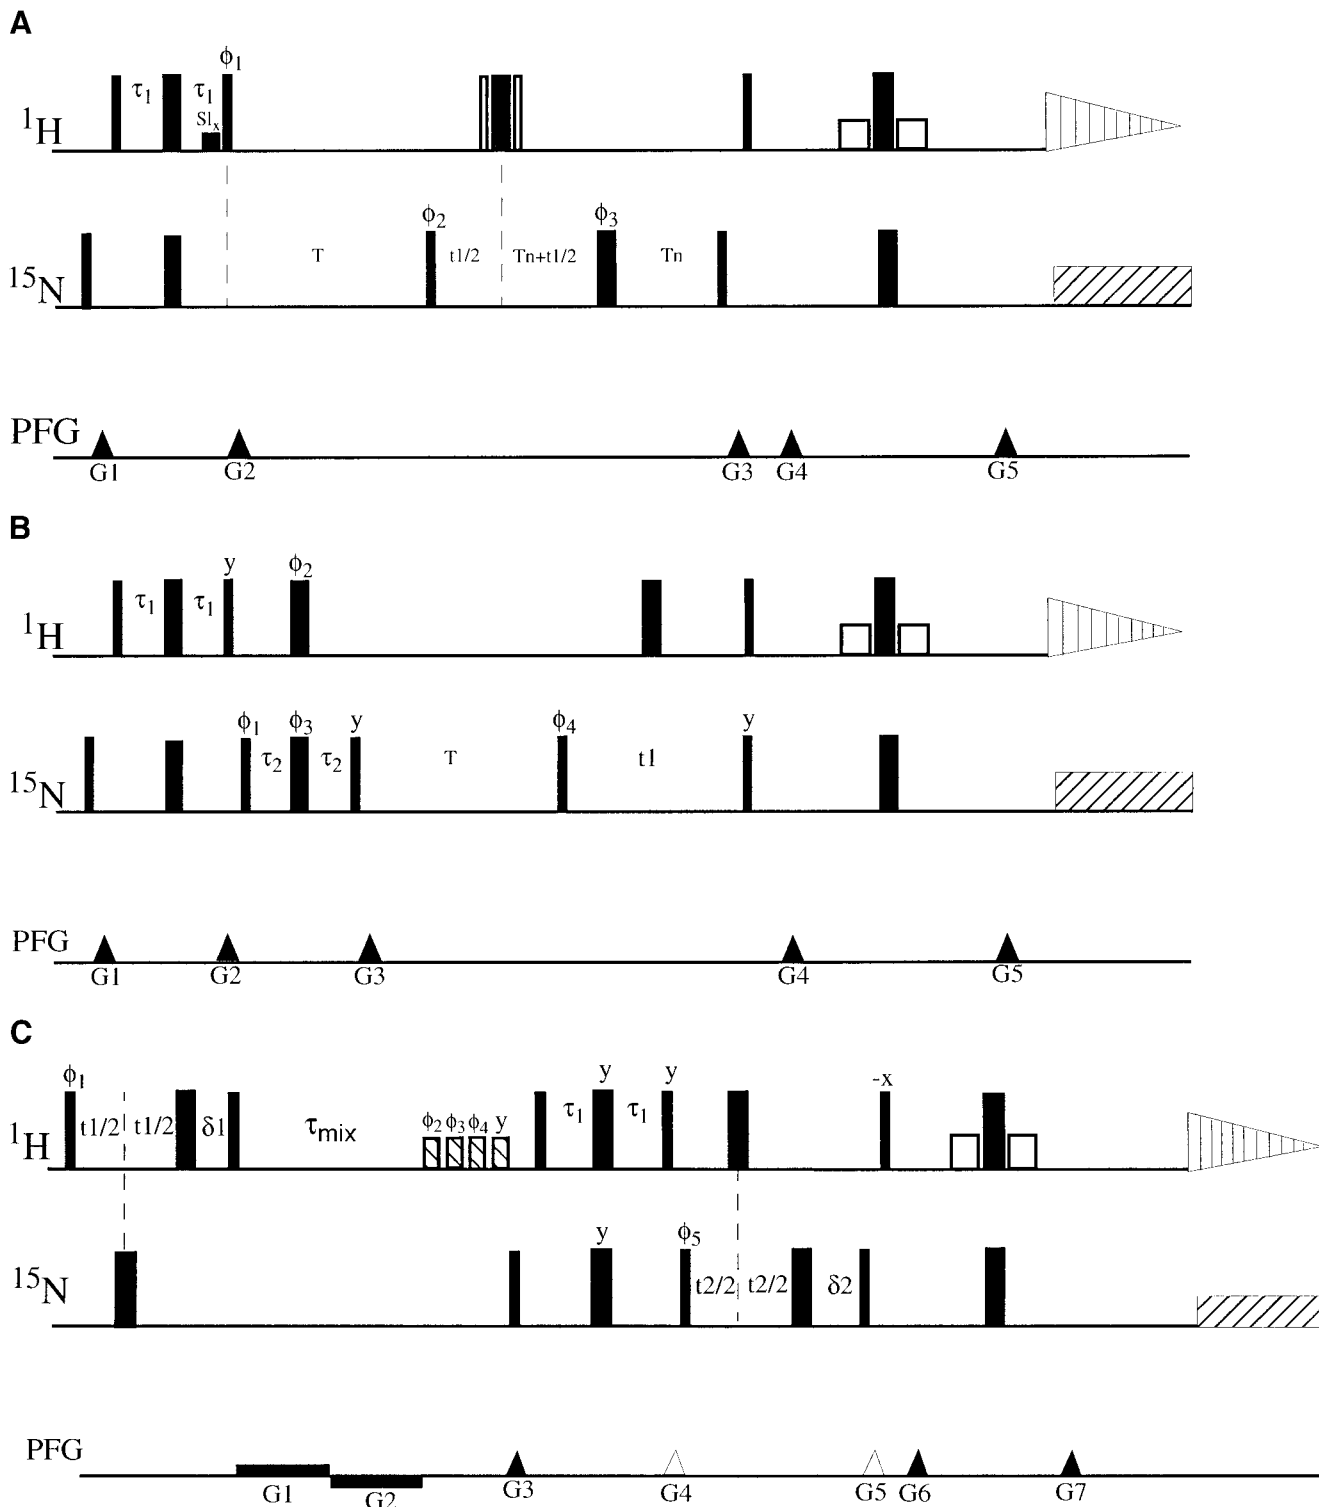 A
ϕ1
τ1 τ1
Slx
1H
ϕ2 ϕ3
T t1/2 Tn+t1/2 Tn
15N
PFG
G1 G2 G3 G4 G5
B
y ϕ2
τ1 τ1
1H
ϕ1 ϕ3 y ϕ4 y
τ2 τ2 T t1
15N
PFG
G1 G2 G3 G4 G5
C
ϕ1 y y -x
t1/2 t1/2 δ1 τmix ϕ2 ϕ3 ϕ4 y τ1 τ1
1H
y ϕ5
t2/2 t2/2 δ2
15N
PFG
G1 G2 G3 G4 G5 G6 G7